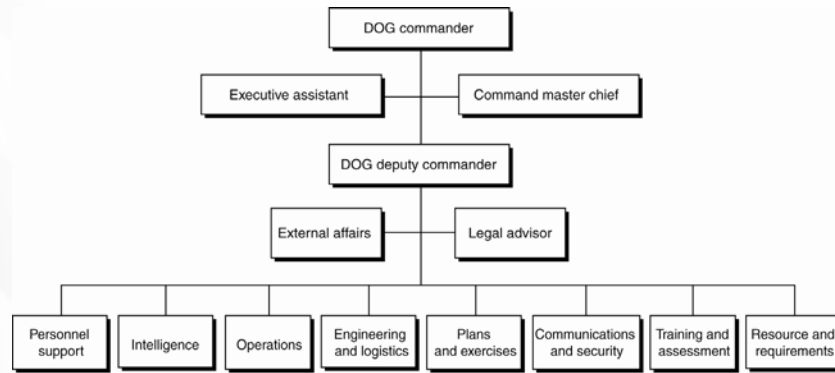 DOG commander
Executive assistant
Command master chief
DOG deputy commander
External affairs
Legal advisor
Personnel
support
Intelligence
Operations
Engineering
and logistics
Plans
and exercises
Communications
and security
Training and
assessment
Resource and
requirements